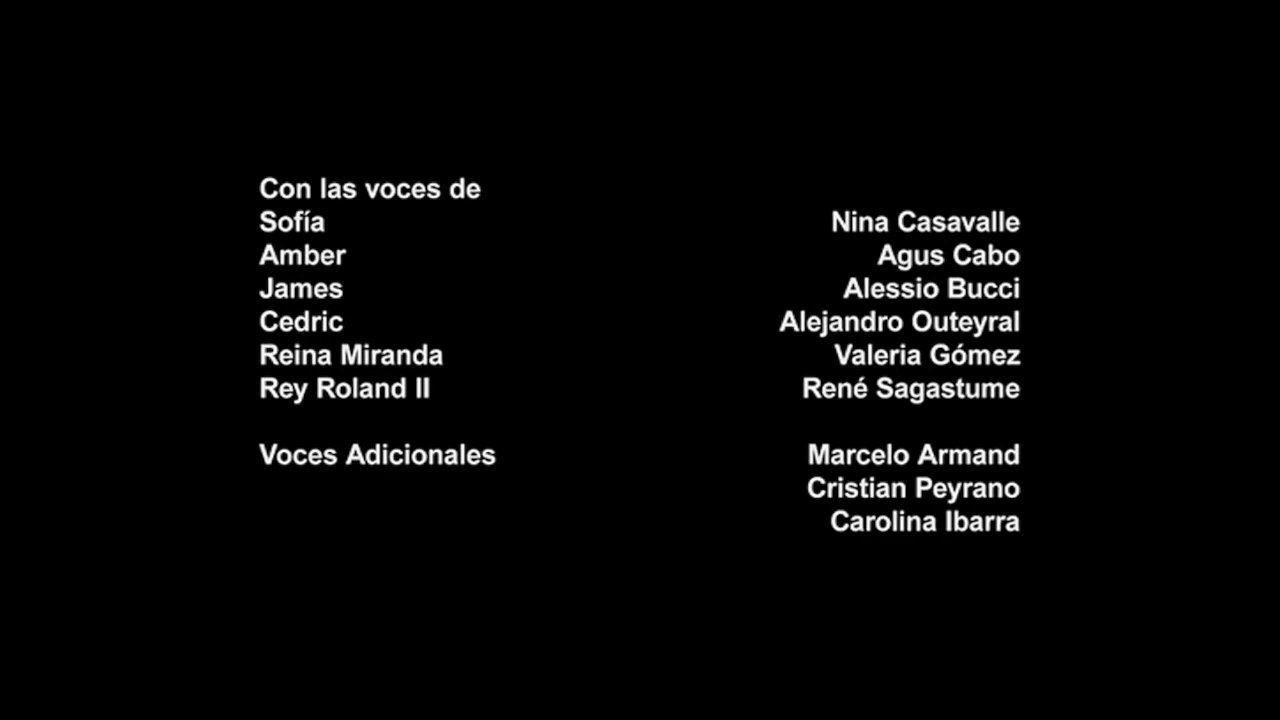 Con las voces de
Sofía Nina Casavalle
Amber Agus Cabo
James Alessio Bucci
Cedric Alejandro Outeyral
Reina Miranda Valeria Gómez
Rey Roland II René Sagastume
Voces Adicionales Marcelo Armand
Cristian Peyrano
Carolina Ibarra